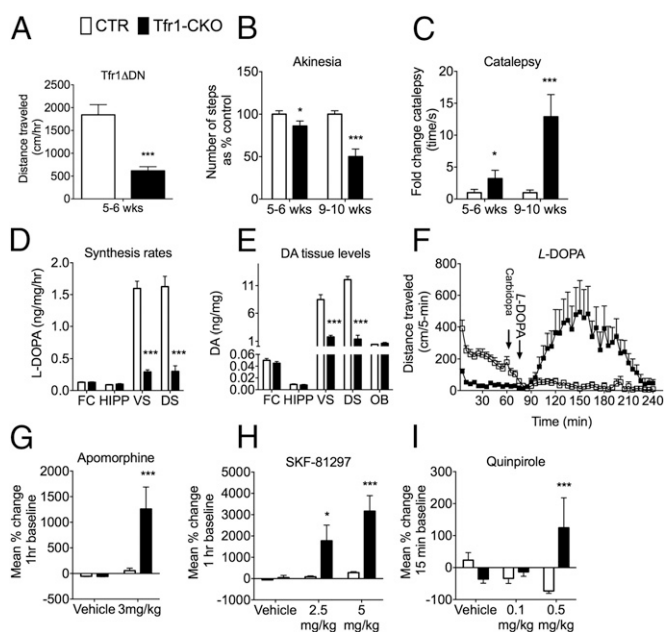 CTR Tfr1-CKO
A
Tfr1ΔDN
Distance traveled
(cm/hr)
2500
2000
1500
1000
500
0
***
5-6 wks
B
Akinesia
Number of steps
as % control
150
100
50
0
*
***
5-6 wks 9-10 wks
C
Catalepsy
Fold change catalepsy
(time/s)
20
15
10
5
0
*
***
5-6 wks 9-10 wks
D
Synthesis rates
L-DOPA (ng/mg/hr)
2.0
1.5
1.0
0.5
0.0
***
***
FC HIPP VS DS
E
DA tissue levels
DA (ng/mg)
11
1
0.06
0.04
0.02
0.00
***
***
FC HIPP VS DS OB
F
L-DOPA
Distance traveled
(cm/5-min)
800
600
400
200
0
Carbidopa
L-DOPA
30 60 90 120 150 180 210 240
Time (min)
G
Apomorphine
Mean % change
1hr baseline
2000
1500
1000
500
0
-500
***
Vehicle 3mg/kg
H
SKF-81297
Mean % change
1 hr baseline
5000
4000
3000
2000
1000
0
-1000
*
***
Vehicle 2.5 mg/kg 5 mg/kg
I
Quinpirole
Mean % change
15 min baseline
300
200
100
0
-100
***
Vehicle 0.1 mg/kg 0.5 mg/kg